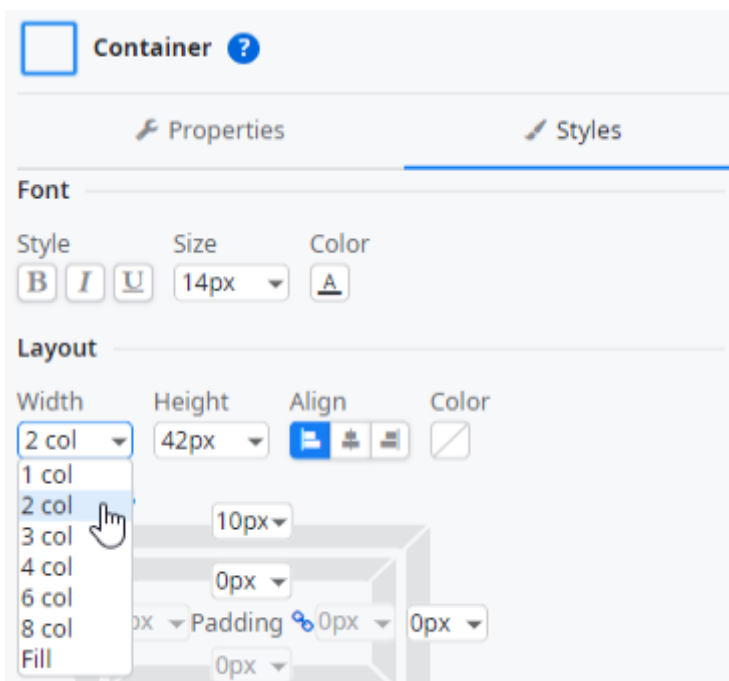 Container ?
Properties Styles
Font
Style Size Color
B I U 14px A
Layout
Width Height Align Color
2 col 42px
1 col
2 col
3 col
4 col
6 col
8 col
Fill
10px
0px
px Padding 0px 0px
0px